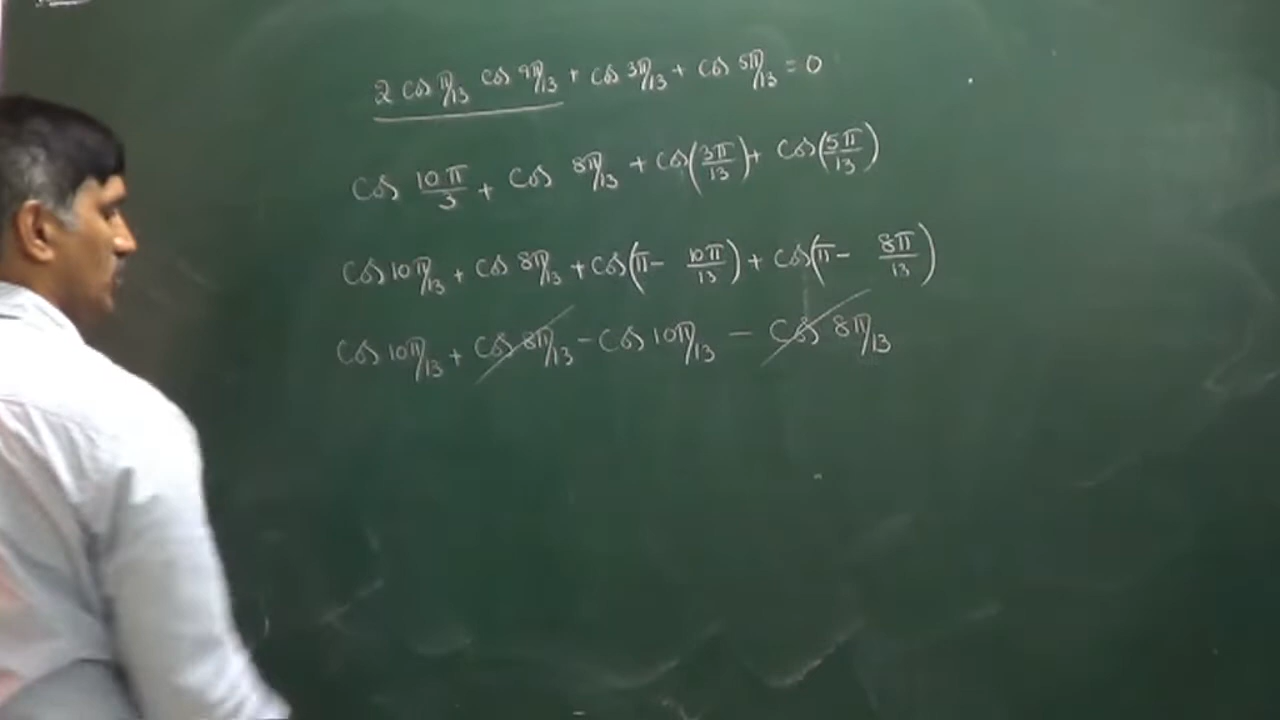 2 cos π/13 cos 9π/13 + cos 3π/13 + cos 5π/13 = 0
cos 10π/3 + cos 8π/13 + cos(3π/13) + cos(5π/13)
cos 10π/13 + cos 8π/13 + cos(π - 10π/13) + cos(π - 8π/13)
cos 10π/13 + cos 8π/13 - cos 10π/13 - cos 8π/13